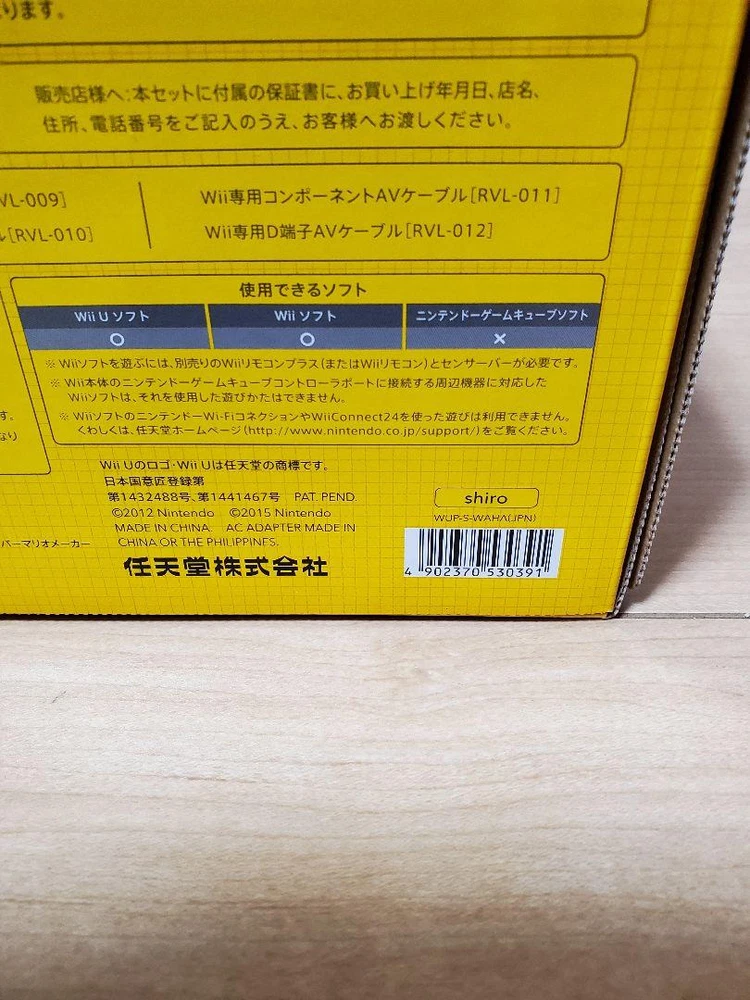 ります。
販売店様へ:本セットに付属の保証書に、お買い上げ年月日、店名、
住所、電話番号をご記入のうえ、お客様へお渡しください。
VL-009]
Wii専用コンポーネントAVケーブル[RVL-011]
ル[RVL-010]
Wii専用D端子AVケーブル[RVL-012]
使用できるソフト
Wii U ソフト
Wii ソフト
ニンテンドーゲームキューブソフト
○
○
×
※ Wiiソフトを遊ぶには、別売りのWiiリモコンプラス(またはWiiリモコン)とセンサーバーが必要です。
※ Wii本体のニンテンドーゲームキューブコントローラポートに接続する周辺機器に対応した
Wiiソフトは、それを使用した遊びかたはできません。
※ WiiソフトのニンテンドーWi-FiコネクションやWiiConnect24を使った遊びは利用できません。
くわしくは、任天堂ホームページ(http://www.nintendo.co.jp/support/)をご覧ください。
す。
なり
Wii Uのロゴ・Wii Uは任天堂の商標です。
日本国意匠登録第
第1432488号、第1441467号 PAT. PEND.
©2012 Nintendo ©2015 Nintendo
MADE IN CHINA. AC ADAPTER MADE IN
CHINA OR THE PHILIPPINES.
ーパーマリオメーカー
任天堂株式会社
shiro
WUP-S-WAHA(JPN)
4 902370 530391